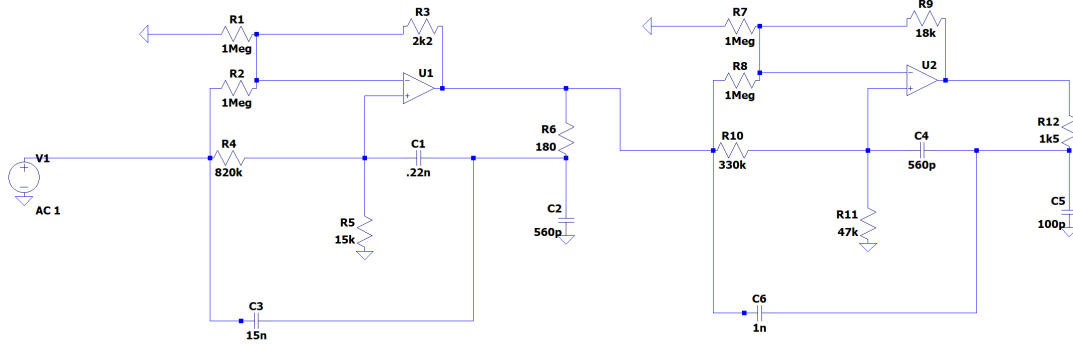 R1
1Meg
R3
2k2
R2
1Meg
U1
V1
AC 1
R4
820k
C1
.22n
R6
180
R5
15k
C2
560p
C3
15n
R7
1Meg
R9
18k
R8
1Meg
U2
R10
330k
C4
560p
R12
1k5
R11
47k
C5
100p
C6
1n